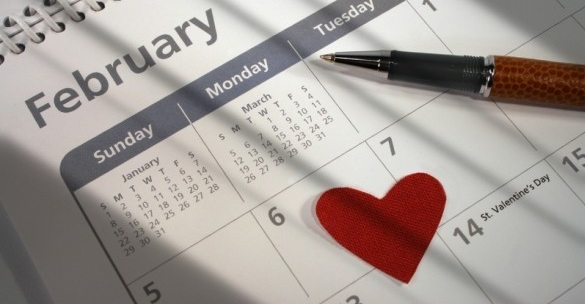 February
Sunday
Monday
Tuesday
1
January
S M T W T F S
1 2 3 4 5 6 7
8 9 10 11 12 13 14
15 16 17 18 19 20 21
22 23 24 25 26 27 28
29 30 31
March
S M T W T F S
1 2 3 4
5 6 7 8 9 10 11
12 13 14 15 16 17 18
19 20 21 22 23 24 25
26 27 28 29 30 31
5
6
7
14 St. Valentine's Day
15